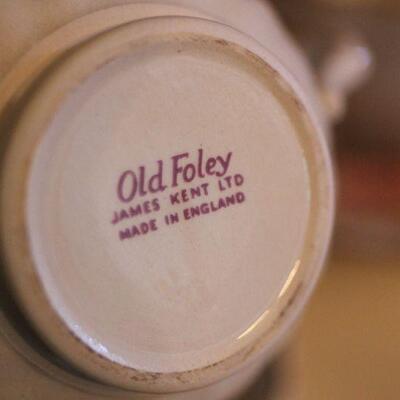 Old Foley
JAMES KENT LTD
MADE IN ENGLAND